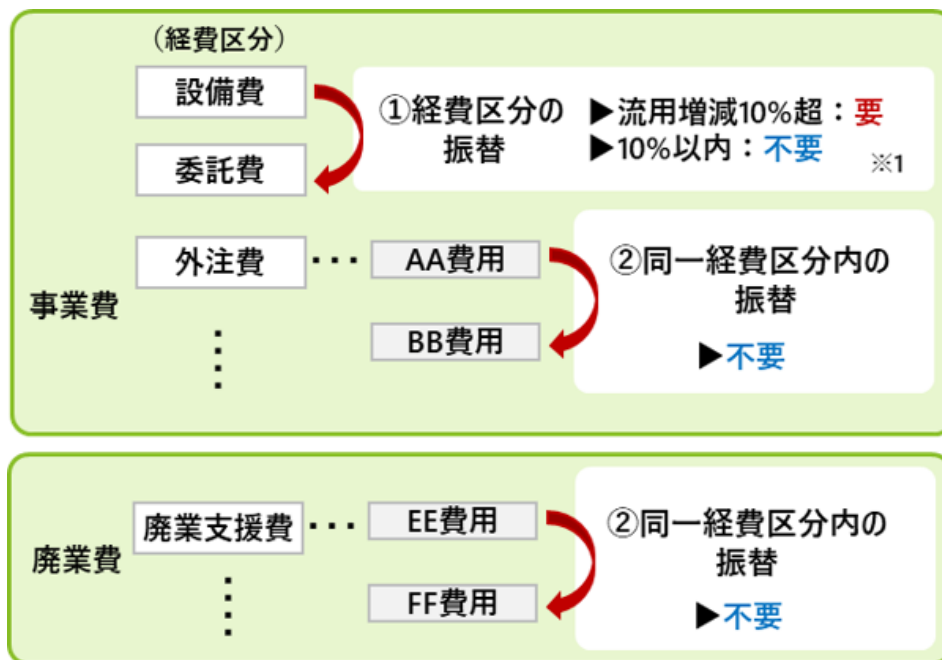 （経費区分）
設備費
①経費区分の
振替
▶流用増減10%超：要
▶10%以内：不要
※1
委託費
事業費
外注費
･･･
AA費用
BB費用
②同一経費区分内の
振替
▶不要
廃業費
廃業支援費
･･･
EE費用
FF費用
②同一経費区分内の
振替
▶不要